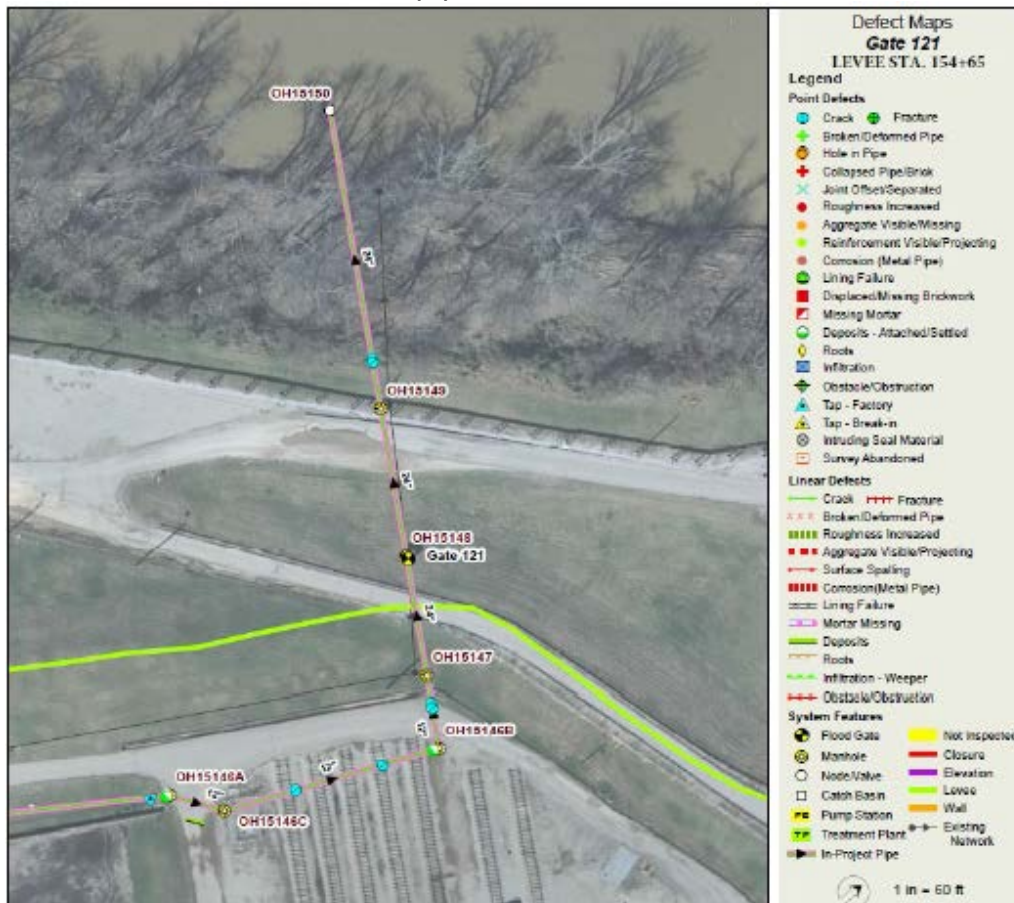 OH15150
OH15149
OH15148
Gate 121
24"
OH15147
12"
OH15146B
12"
OH15146A
12"
OH15146C
Defect Maps
Gate 121
LEVEE STA. 154+65
Legend
Point Defects
Crack Fracture
Broken/Deformed Pipe
Hole in Pipe
Collapsed Pipe/Brick
Joint Offset/Separated
Roughness Increased
Aggregate Visible/Missing
Reinforcement Visible/Projecting
Corrosion (Metal Pipe)
Lining Failure
Displaced/Missing Brickwork
Missing Mortar
Deposits - Attached/Settled
Roots
Infiltration
Obstacle/Obstruction
Tap - Factory
Tap - Break-in
Intruding Seal Material
Survey Abandoned
Linear Defects
Crack Fracture
Broken/Deformed Pipe
Roughness Increased
Aggregate Visible/Projecting
Surface Spalling
Corrosion(Metal Pipe)
Lining Failure
Mortar Missing
Deposits
Roots
Infiltration - Weeper
Obstacle/Obstruction
System Features
Flood Gate Not Inspected
Manhole Closure
Node/Valve Elevation
Catch Basin Levee
PS Pump Station Wall
TP Treatment Plant Existing Network
In-Project Pipe
1 in = 60 ft